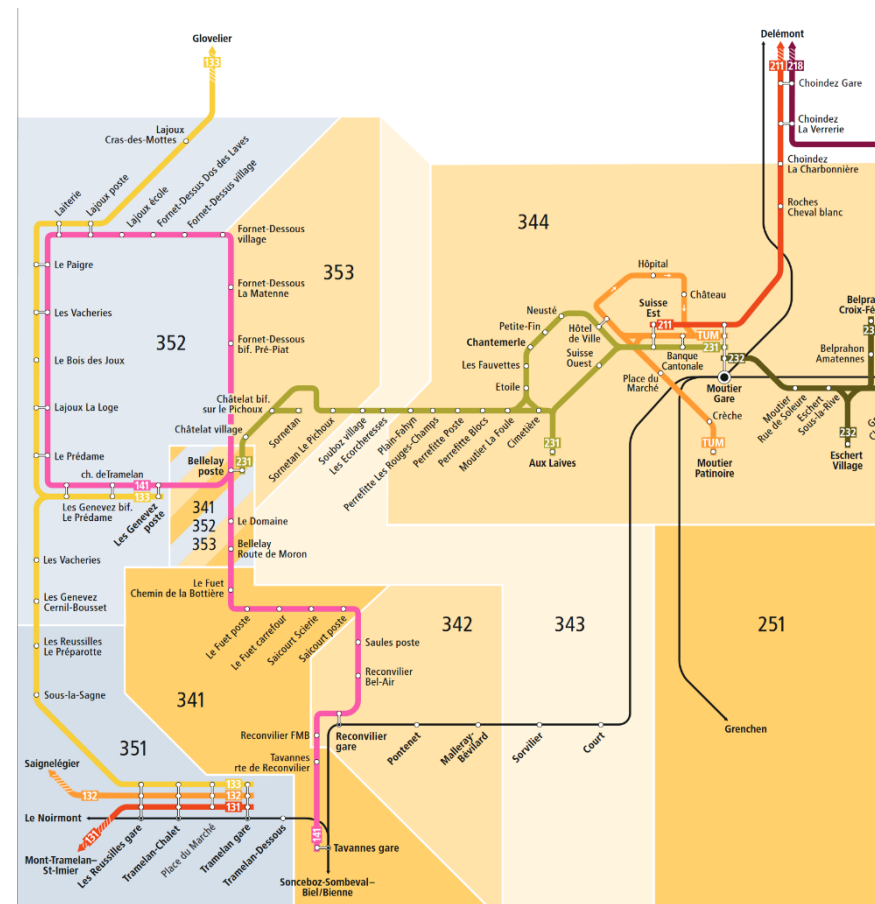 Glovelier
133
Delémont
211
218
Choindez Gare
Choindez
La Verrerie
Choindez
La Charbonnière
Roches
Cheval blanc
Lajoux
Cras-des-Mottes
Laiterie
Lajoux poste
Lajoux école
Fornet-Dessus Dos des Laves
Fornet-Dessus village
Fornet-Dessous
village
Fornet-Dessous
La Matenne
Fornet-Dessous
bif. Pré-Piat
353
344
352
Le Paigre
Les Vacheries
Le Bois des Joux
Lajoux La Loge
Le Prédame
ch. deTramelan
141
133
Les Genevez bif.
Le Prédame
Les Genevez
poste
Hôpital
Château
Suisse
Est
211
TUM
231
232
Neusté
Petite-Fin
Chantemerle
Les Fauvettes
Etoile
Hôtel
de Ville
Suisse
Ouest
Banque
Cantonale
Place du
Marché
Moutier
Gare
Crèche
TUM
Moutier
Patinoire
Belpra
Croix-Fé
23
Belprahon
Amatennes
Moutier
Rue de Soleure
Eschert
Sous-la-Rive
232
Eschert
Village
G
C
Châtelat bif.
sur le Pichoux
Châtelat village
Bellelay
poste
231
Sornetan
Sornetan Le Pichoux
Souboz village
Les Ecorcheresses
Plain-Fahyn
Perrefitte Les Rouges-Champs
Perrefitte Poste
Perrefitte Blocs
Moutier La Foule
Cimetière
231
Aux Laives
341
352
353
Le Domaine
Bellelay
Route de Moron
Le Fuet
Chemin de la Bottière
Le Fuet poste
Le Fuet carrefour
Saicourt Scierie
Saicourt poste
Saules poste
Reconvilier
Bel-Air
342
343
251
341
Les Vacheries
Les Genevez
Cernil-Bousset
Les Reussilles
Le Préparotte
Sous-la-Sagne
351
Reconvilier FMB
Reconvilier
gare
Tavannes
rte de Reconvilier
Pontenet
Malleray-
Bévilard
Sorvilier
Court
Grenchen
Saignelégier
132
133
132
131
Le Noirmont
131
Mont-Tramelan–
St-Imier
Les Reussilles gare
Tramelan-Chalet
Place du Marché
Tramelan gare
Tramelan-Dessous
141
Tavannes gare
Sonceboz-Sombeval–
Biel/Bienne